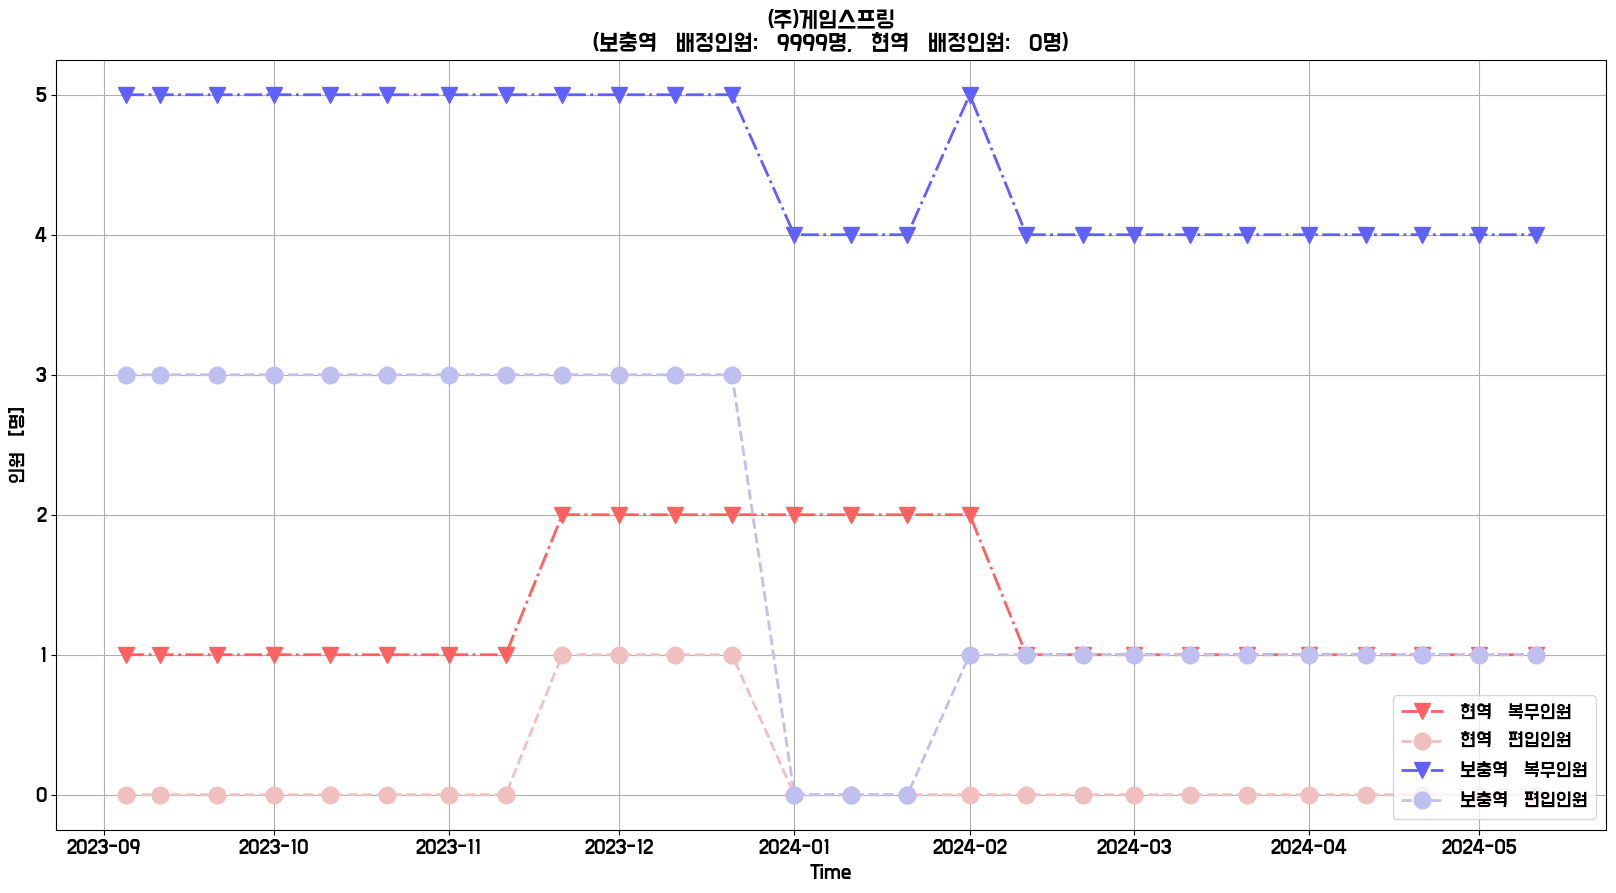 (주)게임스프링
(보충역 배정인원: 9999명, 현역 배정인원: 0명)
5
4
3
2
1
0
인원 [명]
2023-09 2023-10 2023-11 2023-12 2024-01 2024-02 2024-03 2024-04 2024-05
Time
현역 복무인원
현역 편입인원
보충역 복무인원
보충역 편입인원